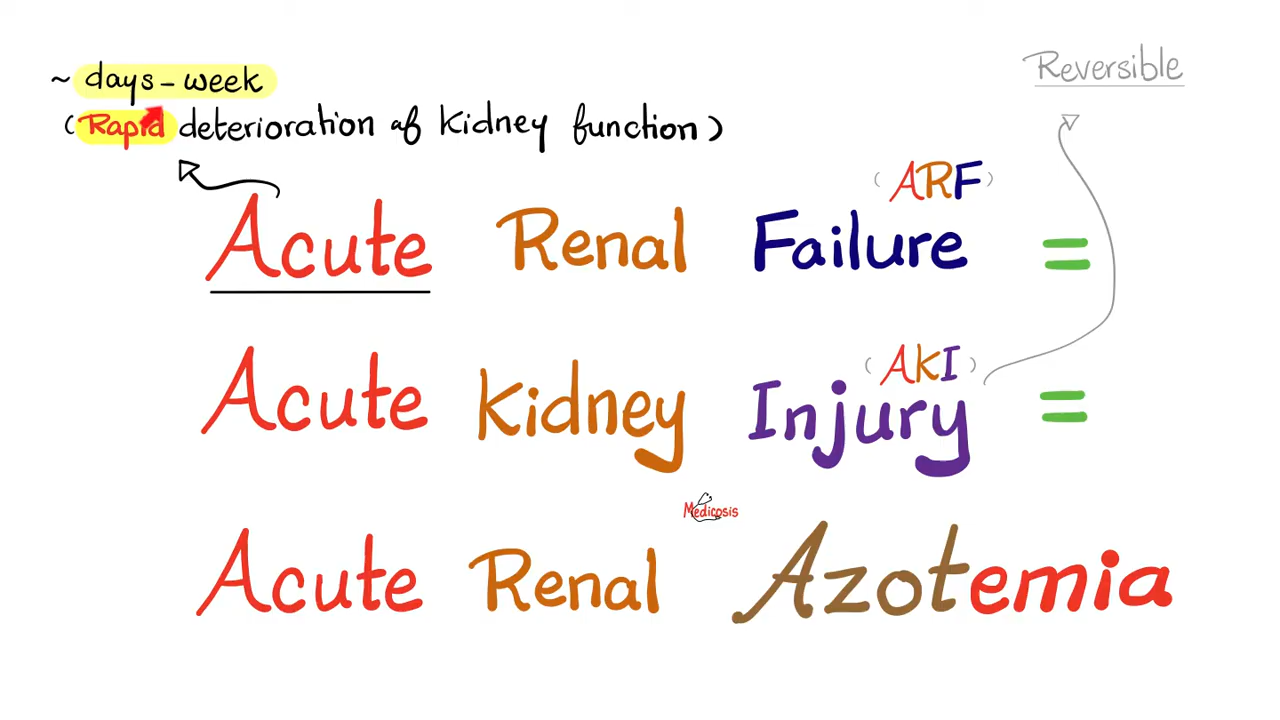 ~ days - week
(Rapid deterioration of Kidney function)
Reversible
(ARF)
Acute Renal Failure =
(AKI)
Acute Kidney Injury =
Medicosis
Acute Renal Azotemia